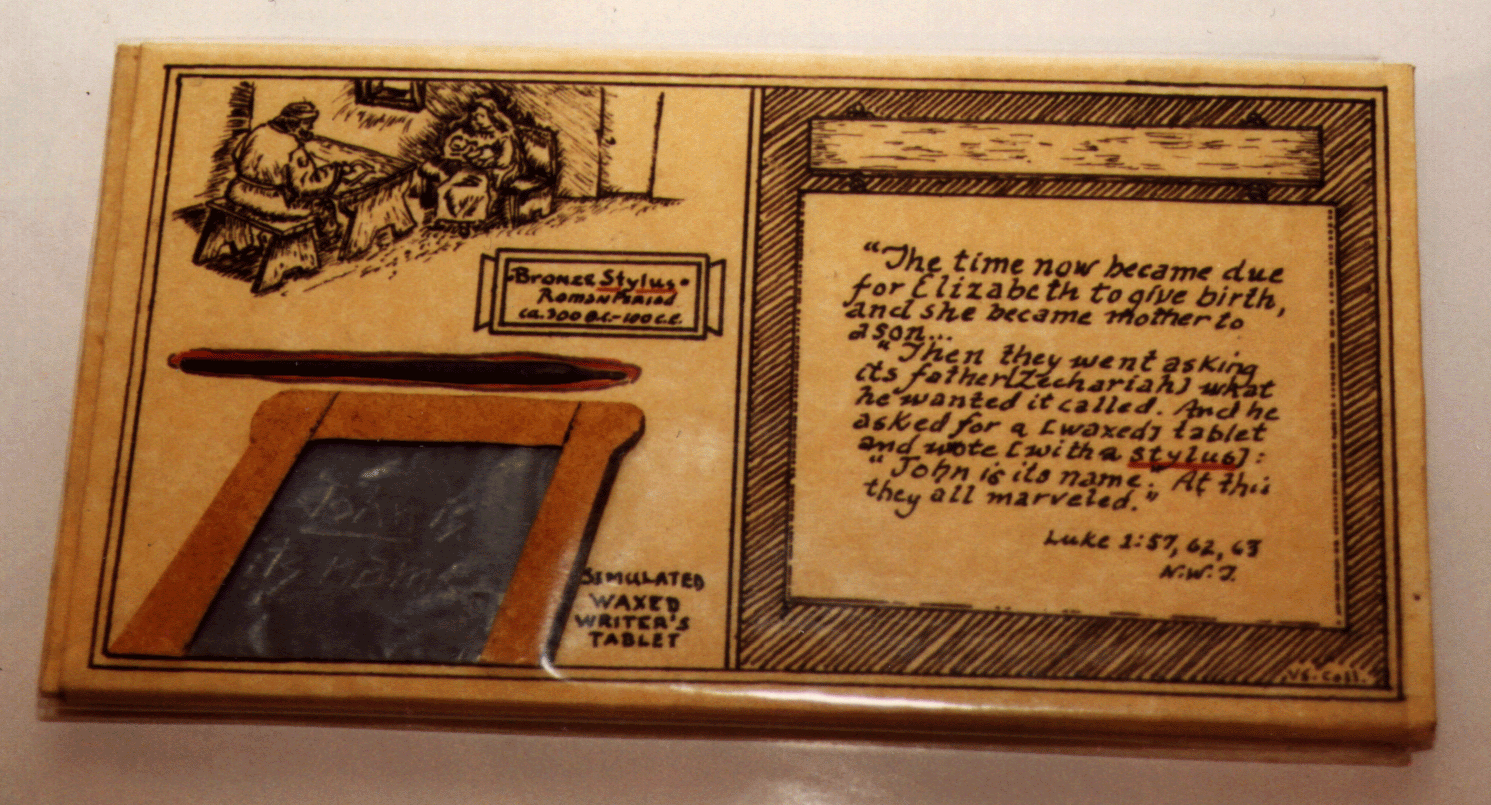 "Bronze Stylus"
Roman Period
ca. 300 B.C.-100 C.E.
John is
its name
SIMULATED
WAXED
WRITER'S
TABLET
"The time now became due
for Elizabeth to give birth,
and she became mother to
a son...
"Then they went asking
its father [Zechariah] what
he wanted it called. And he
asked for a [waxed] tablet
and wrote [with a stylus]:
"John is its name. At this
they all marveled."
Luke 1:57, 62, 63
N.W.T.
V.S. Coll.